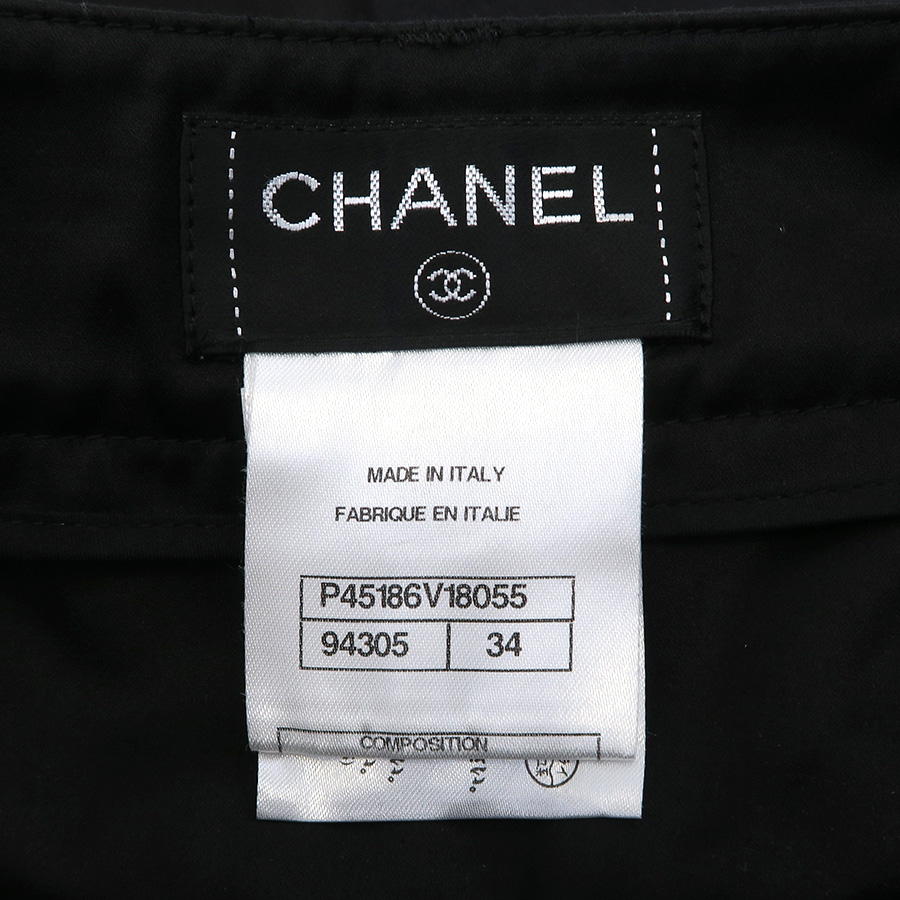 CHANEL
MADE IN ITALY
FABRIQUE EN ITALIE
P45186V18055
94305 34
COMPOSITION